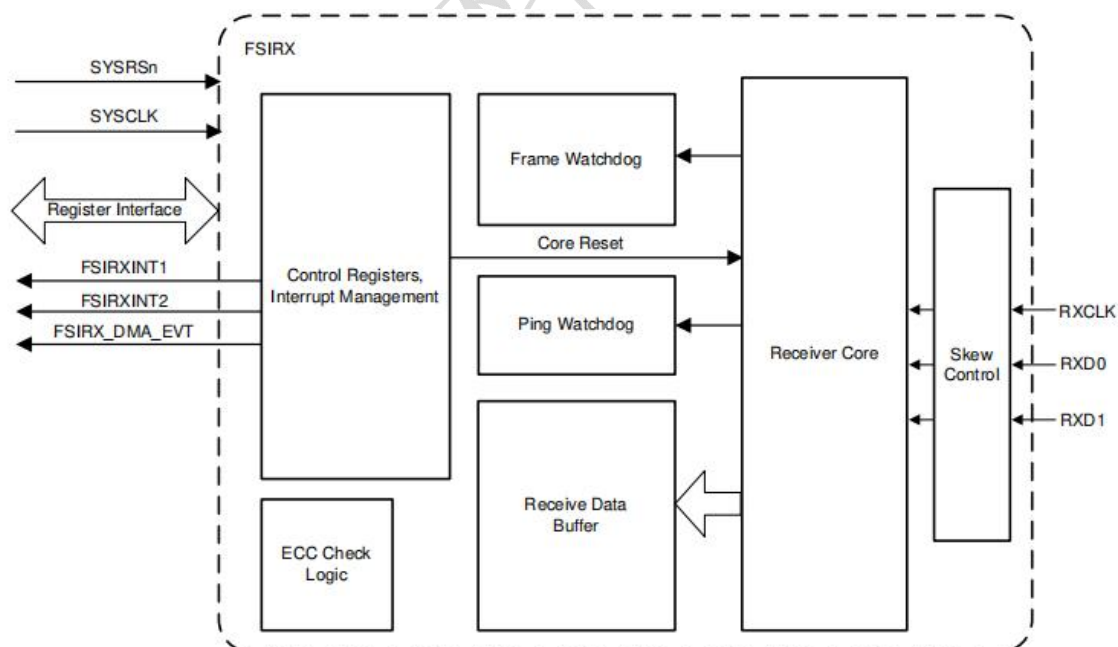 FSIRX
SYSRSn
SYSCLK
Register Interface
FSIRXINT1
FSIRXINT2
FSIRX_DMA_EVT
Control Registers,
Interrupt Management
ECC Check
Logic
Frame Watchdog
Core Reset
Ping Watchdog
Receive Data
Buffer
Receiver Core
Skew
Control
RXCLK
RXD0
RXD1